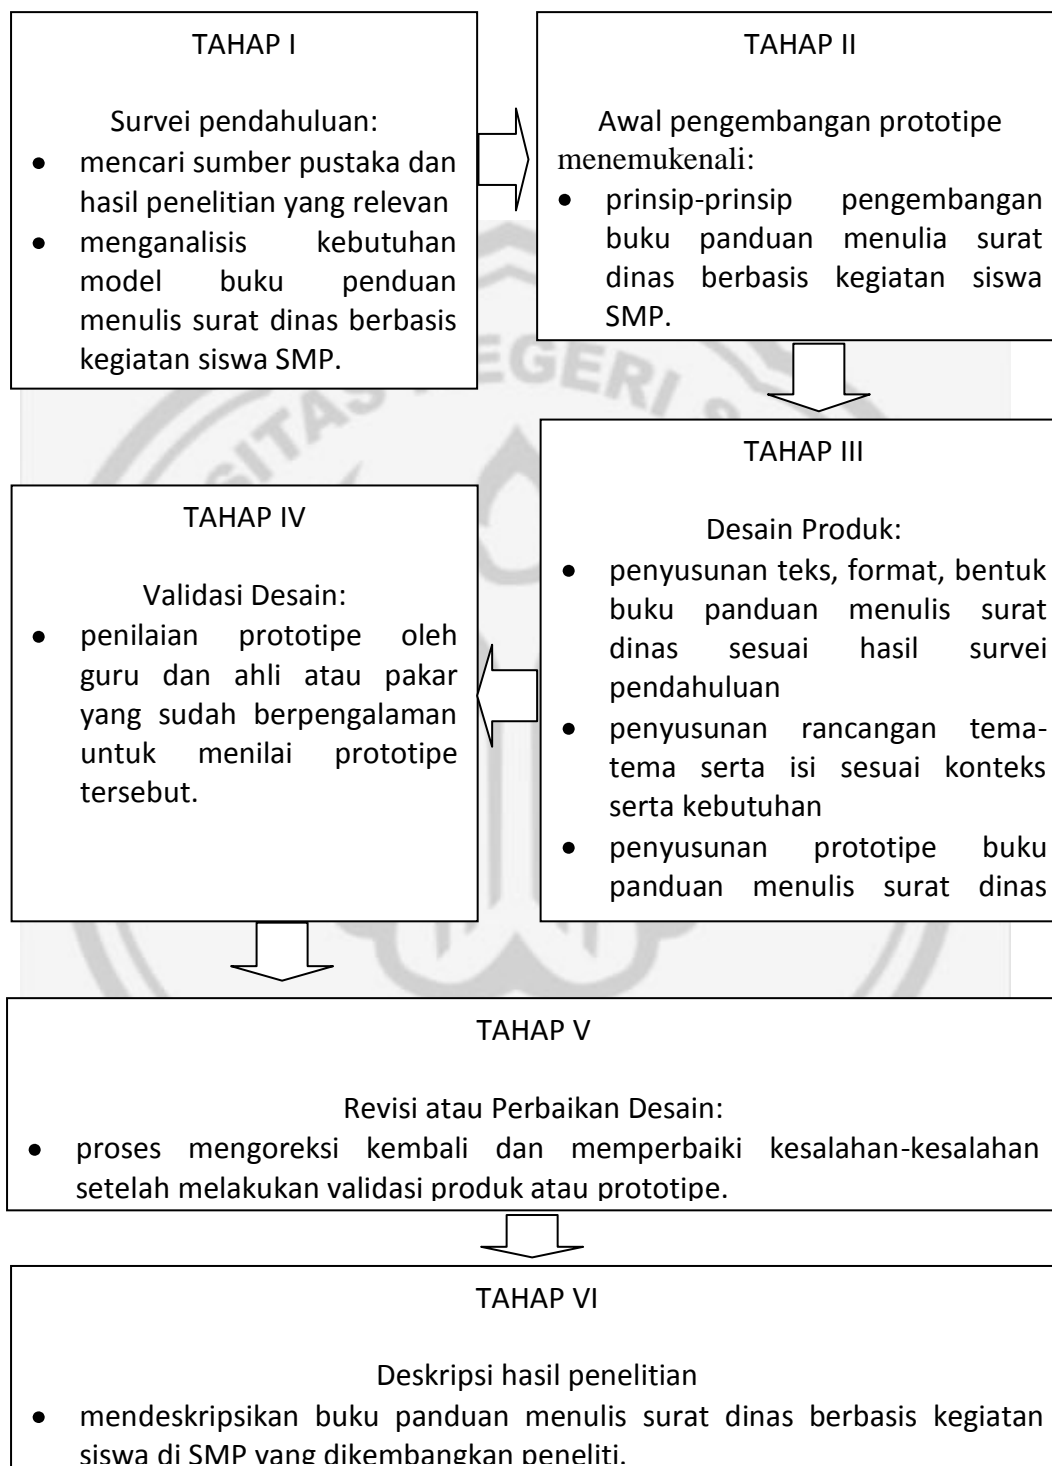 TAHAP I
Survei pendahuluan:
• mencari sumber pustaka dan
hasil penelitian yang relevan
• menganalisis kebutuhan
model buku penduan
menulis surat dinas berbasis
kegiatan siswa SMP.
TAHAP II
Awal pengembangan prototipe
menemukenali:
• prinsip-prinsip pengembangan
buku panduan menulia surat
dinas berbasis kegiatan siswa
SMP.
TAHAP III
Desain Produk:
• penyusunan teks, format, bentuk
buku panduan menulis surat
dinas sesuai hasil survei
pendahuluan
• penyusunan rancangan tema-
tema serta isi sesuai konteks
serta kebutuhan
• penyusunan prototipe buku
panduan menulis surat dinas
TAHAP IV
Validasi Desain:
• penilaian prototipe oleh
guru dan ahli atau pakar
yang sudah berpengalaman
untuk menilai prototipe
tersebut.
TAHAP V
Revisi atau Perbaikan Desain:
• proses mengoreksi kembali dan memperbaiki kesalahan-kesalahan
setelah melakukan validasi produk atau prototipe.
TAHAP VI
Deskripsi hasil penelitian
• mendeskripsikan buku panduan menulis surat dinas berbasis kegiatan
siswa di SMP yang dikembangkan peneliti.